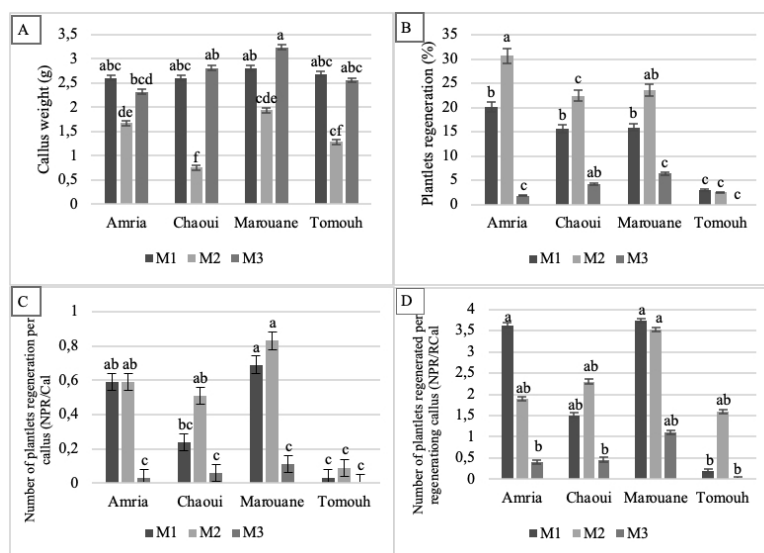 A
Callus weight (g)
3,5
3
2,5
2
1,5
1
0,5
0
abc de bcd abc f ab ab cde a abc cf abc
Amria Chaoui Marouane Tomouh
M1 M2 M3
B
Plantlets regeneration (%)
35
30
25
20
15
10
5
0
b a c b c ab b ab c c c c
Amria Chaoui Marouane Tomouh
M1 M2 M3
C
Number of plantlets regeneration per
callus (NPR/Cal)
1
0,8
0,6
0,4
0,2
0
ab ab c bc ab c a a c c c c
Amria Chaoui Marouane Tomouh
M1 M2 M3
D
Number of plantlets regenerated per
regenerationg callus (NPR/RCal)
4
3,5
3
2,5
2
1,5
1
0,5
0
a ab b ab ab b a a ab b ab b
Amria Chaoui Marouane Tomouh
M1 M2 M3